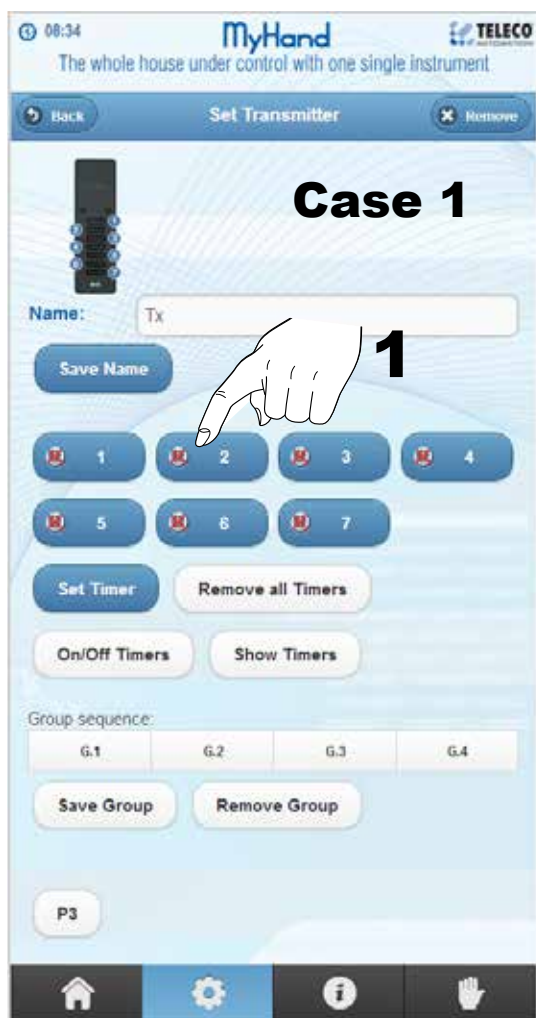 08:34
MyHand
TELECO
The whole house under control with one single instrument
Back
Set Transmitter
Remove
Case 1
Name:
Tx
1
Save Name
1
2
3
4
5
6
7
Set Timer
Remove all Timers
On/Off Timers
Show Timers
Group sequence:
G.1
G.2
G.3
G.4
Save Group
Remove Group
P3